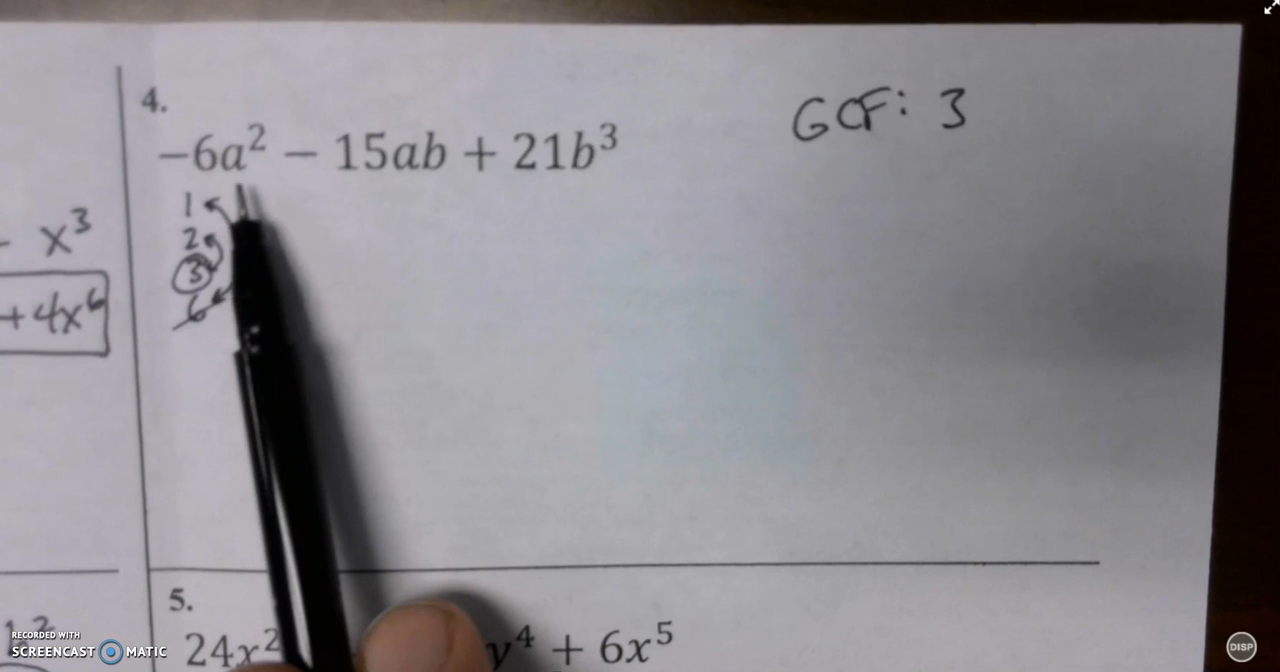 4.
GCF: 3
−6a² − 15ab + 21b³
1
2
3
6
- x³
+4x⁶
5.
24x² y⁴ + 6x⁵
RECORDED WITH
SCREENCAST MATIC
DISP